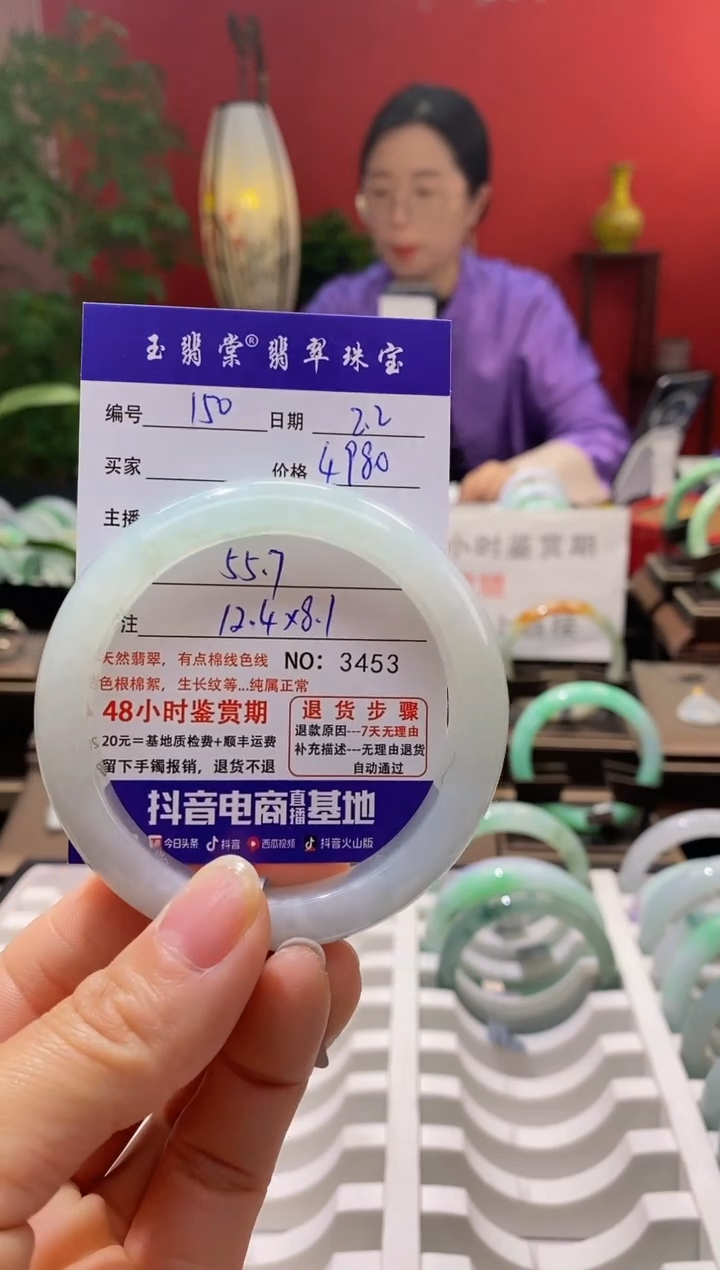 玉翡棠®翡翠珠宝
编号 150 日期 2.2
买家 价格 4980
主播
55.7
注 12.4×8.1
天然翡翠，有点棉线色线 NO: 3453
色根棉絮，生长纹等...纯属正常
48小时鉴赏期
20元=基地质检费+顺丰运费
留下手镯报销，退货不退
退货步骤
退款原因---7天无理由
补充描述---无理由退货
自动通过
抖音电商直播基地
今日头条 抖音 西瓜视频 抖音火山版
小时鉴赏期